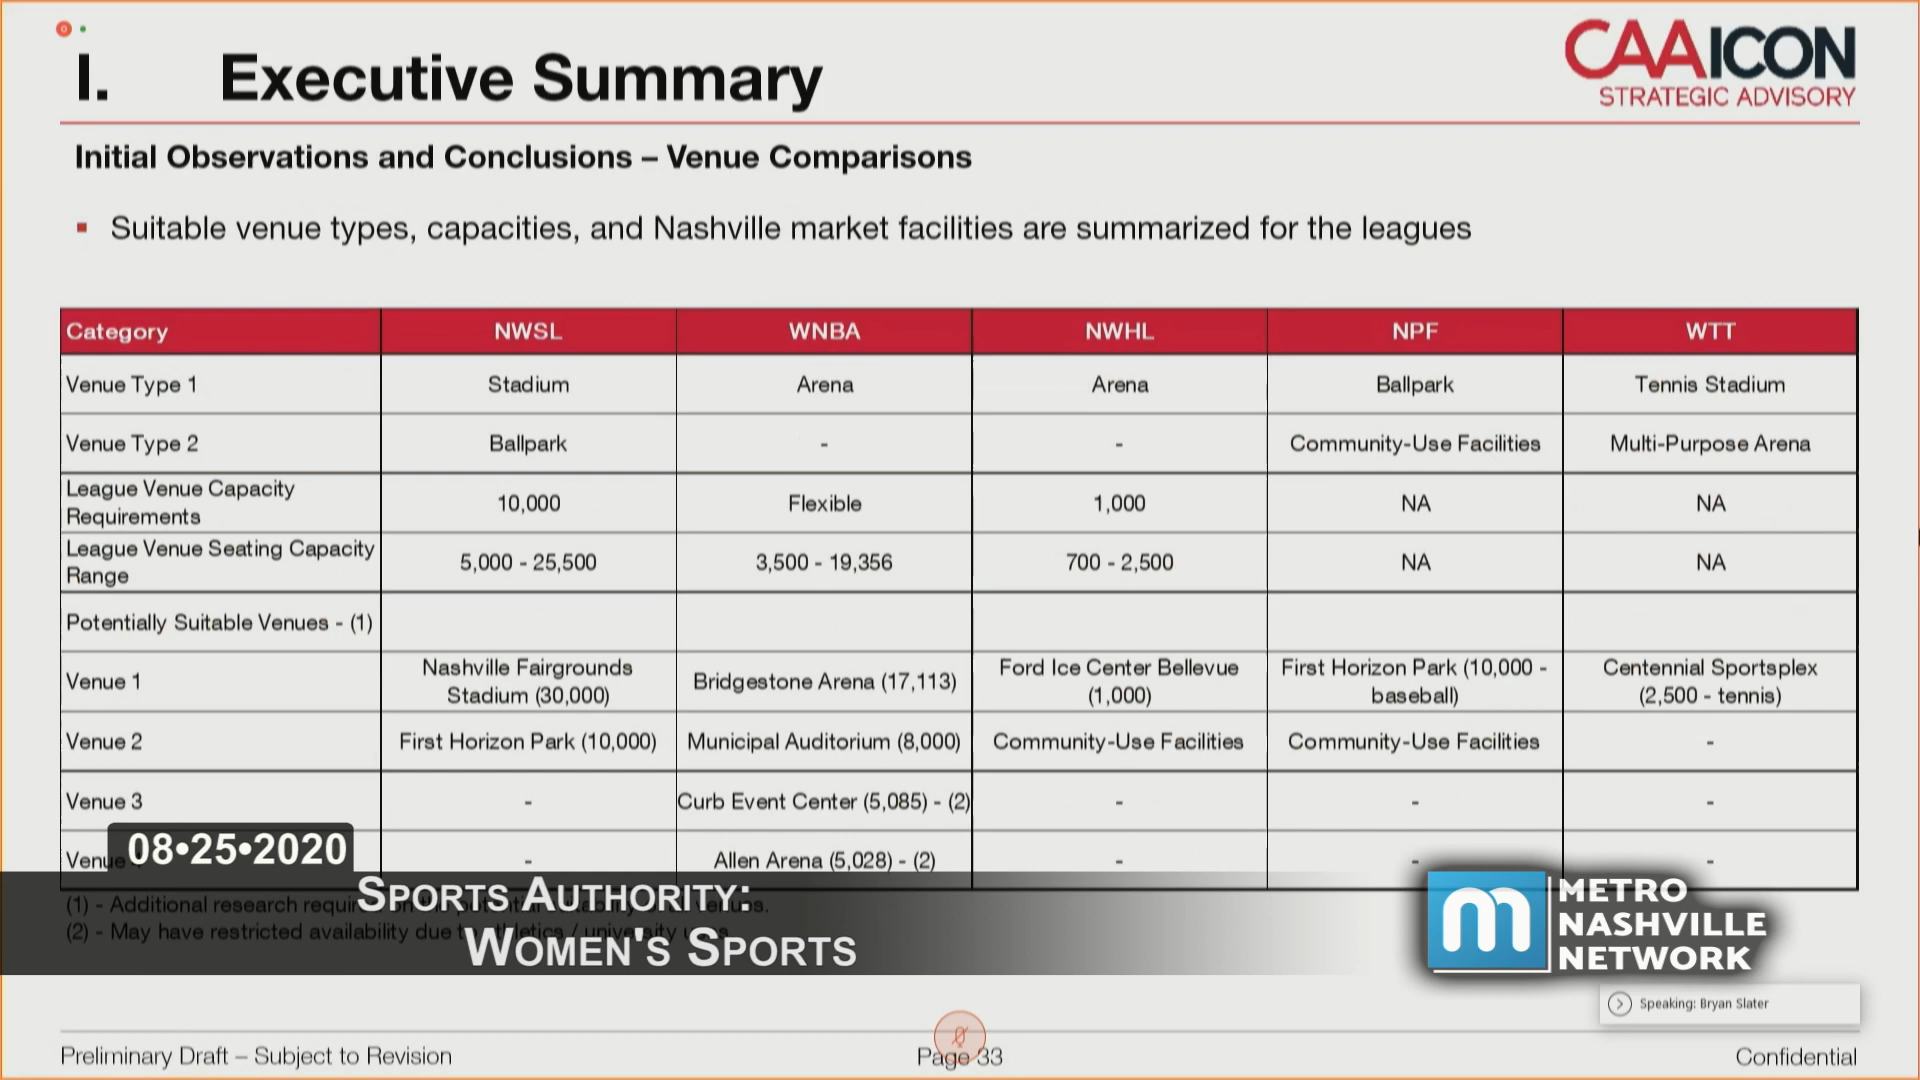 I. Executive Summary
CAAICON
STRATEGIC ADVISORY
Initial Observations and Conclusions – Venue Comparisons
▪ Suitable venue types, capacities, and Nashville market facilities are summarized for the leagues
Category NWSL WNBA NWHL NPF WTT
Venue Type 1 Stadium Arena Arena Ballpark Tennis Stadium
Venue Type 2 Ballpark - - Community-Use Facilities Multi-Purpose Arena
League Venue Capacity
Requirements 10,000 Flexible 1,000 NA NA
League Venue Seating Capacity
Range 5,000 - 25,500 3,500 - 19,356 700 - 2,500 NA NA
Potentially Suitable Venues - (1)
Venue 1 Nashville Fairgrounds
Stadium (30,000) Bridgestone Arena (17,113) Ford Ice Center Bellevue
(1,000) First Horizon Park (10,000 -
baseball) Centennial Sportsplex
(2,500 - tennis)
Venue 2 First Horizon Park (10,000) Municipal Auditorium (8,000) Community-Use Facilities Community-Use Facilities -
Venue 3 - Curb Event Center (5,085) - (2) - - -
Venue - Allen Arena (5,028) - (2) - - -
08•25•2020
(1) - Additional research venues.
(2) - May have restricted availability due
Sports Authority:
Women's Sports
m METRO
NASHVILLE
NETWORK
Speaking: Bryan Slater
Preliminary Draft – Subject to Revision Page 33 Confidential